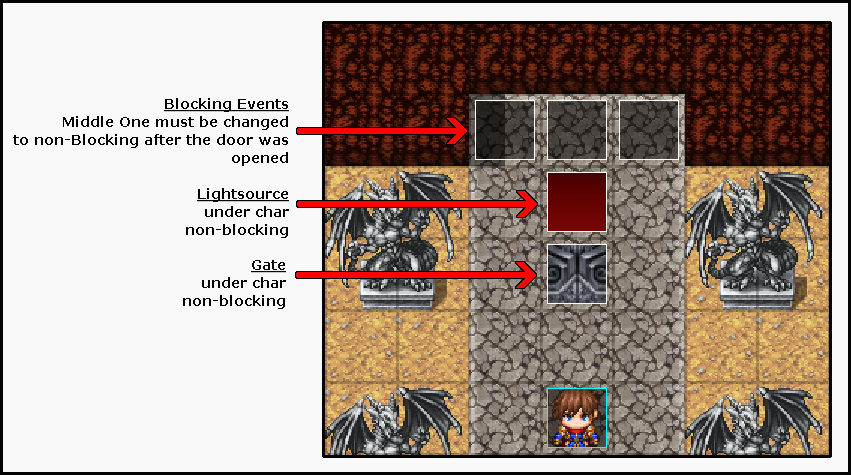 Blocking Events
Middle One must be changed
to non-Blocking after the door was
opened
Lightsource
under char
non-blocking
Gate
under char
non-blocking